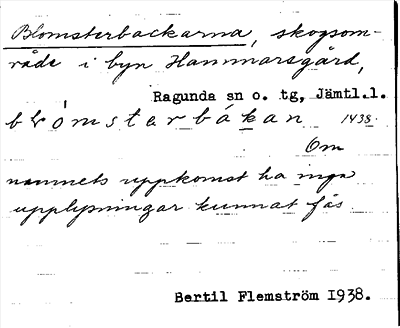 Blomsterbackarna, skogsom-
råde i byn Hammarsgård,
Ragunda sn o. tg, Jämtl.l.
blómsterbákan 1438.
Om
namnets uppkomst ha inga
upplysningar kunnat fås.
Bertil Flemström I938.